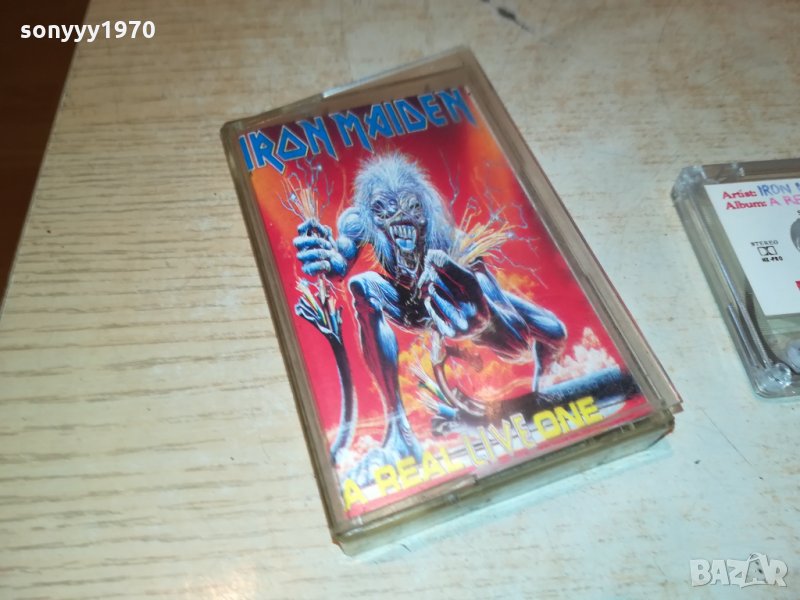 sonyyy1970
IRON MAIDEN
A REAL LIVE ONE
Artist: IRON
Album: A RE
STEREO
BAZAR